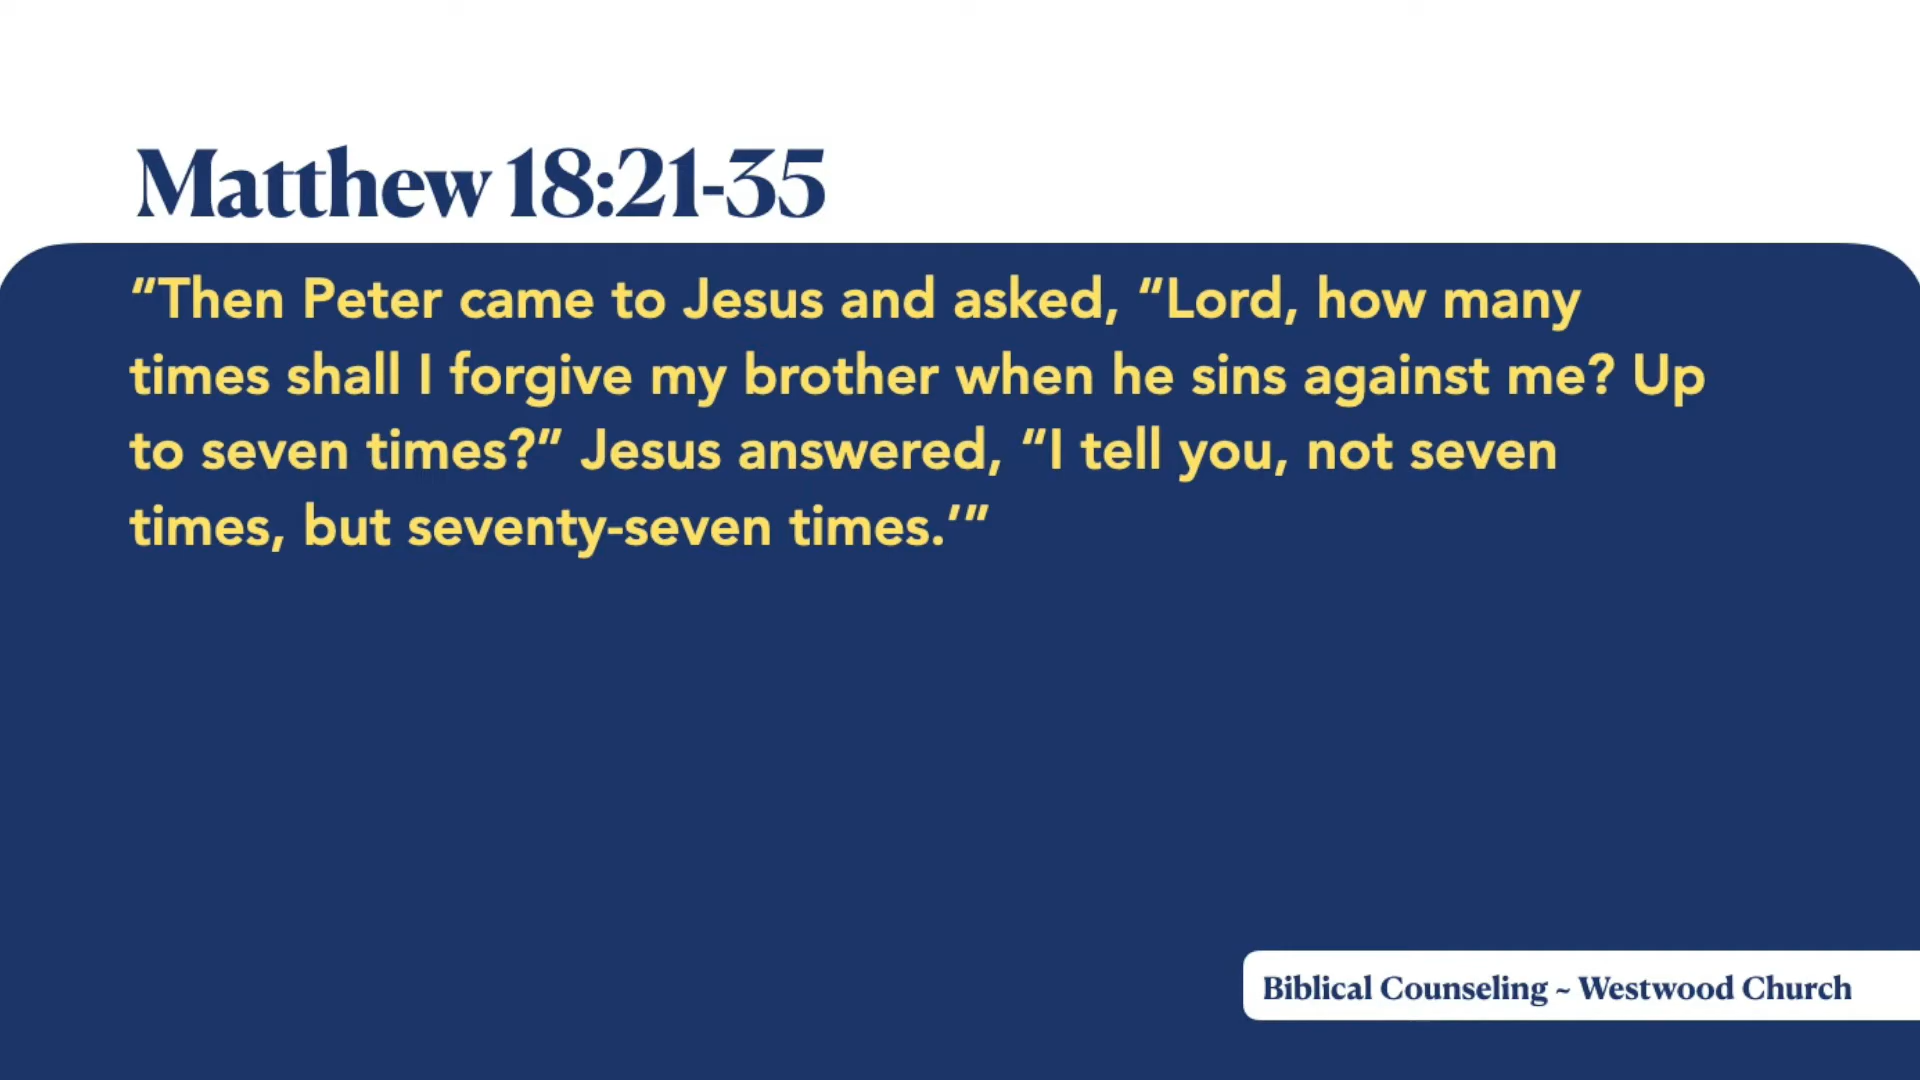 Matthew 18:21-35
“Then Peter came to Jesus and asked, “Lord, how many
times shall I forgive my brother when he sins against me? Up
to seven times?” Jesus answered, “I tell you, not seven
times, but seventy-seven times.’”
Biblical Counseling ~ Westwood Church